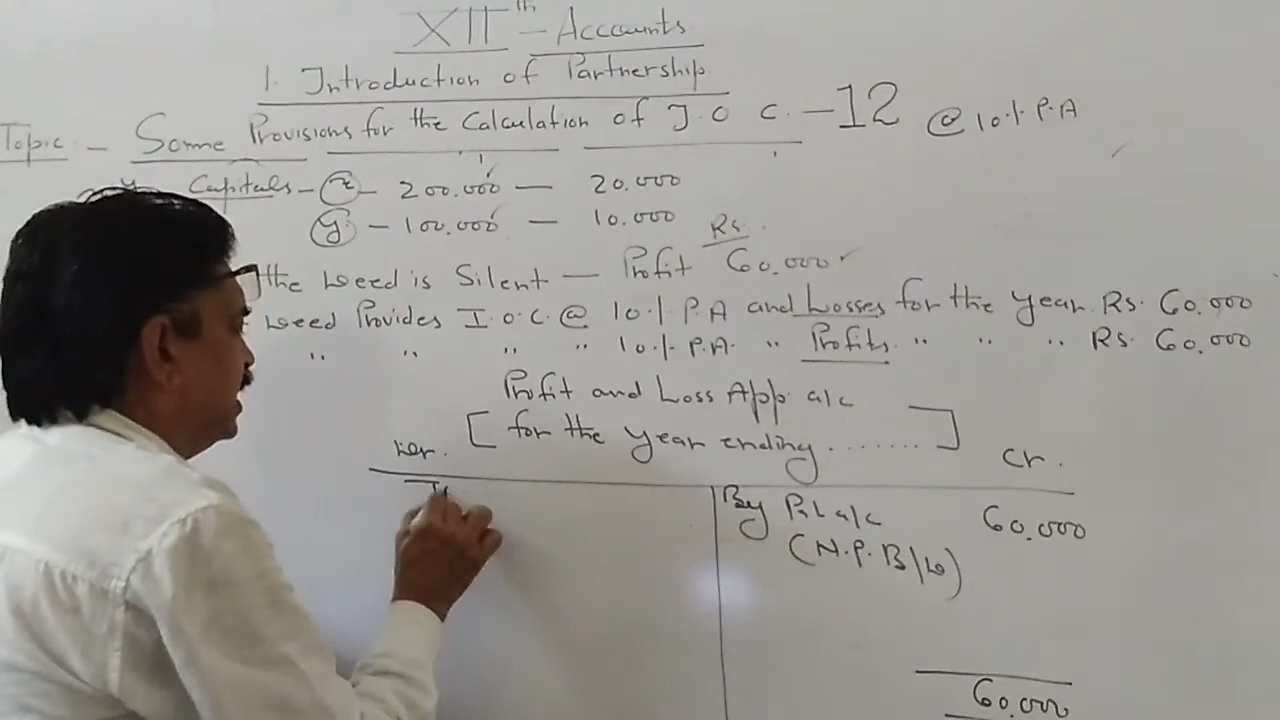 XIIth - Accounts
1. Introduction of Partnership
Topic - Some Provisions for the Calculation of I.O.C. - 12 @ 10% P.A
Capitals - (x) - 200.000 - 20.000
(y) - 100.000 - 10.000
the Deed is Silent - Profit Rs. 60.000
Deed Provides I.O.C. @ 10% P.A and Losses for the year Rs. 60.000
" " " " 10% P.A. " Profits " " " Rs. 60.000
Profit and Loss App a/c
[for the year ending........]
Dr. Cr.
To By P&L a/c 60.000
(N.P. B/D)
60.000